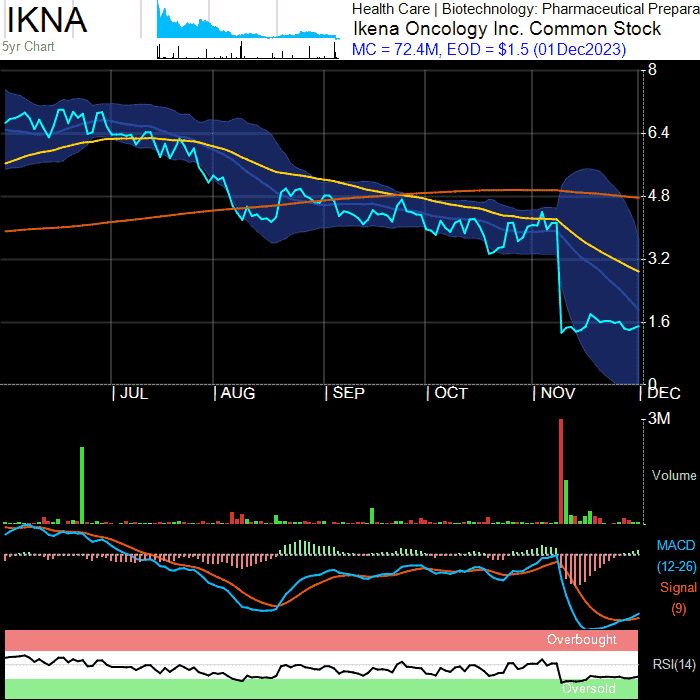 IKNA
5yr Chart
Health Care | Biotechnology: Pharmaceutical Prepara
Ikena Oncology Inc. Common Stock
MC = 72.4M, EOD = $1.5 (01Dec2023)
8
6.4
4.8
3.2
1.6
0
| JUL | AUG | SEP | OCT | NOV | DEC
3M
Volume
MACD
(12-26)
Signal
(9)
Overbought
RSI(14)
Oversold